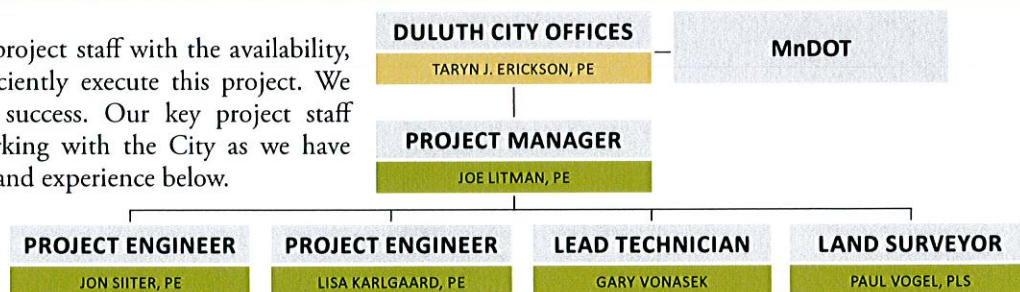 project staff with the availability,
ciently execute this project. We
success. Our key project staff
rking with the City as we have
and experience below.
DULUTH CITY OFFICES
TARYN J. ERICKSON, PE
MnDOT
PROJECT MANAGER
JOE LITMAN, PE
PROJECT ENGINEER
JON SIITER, PE
PROJECT ENGINEER
LISA KARLGAARD, PE
LEAD TECHNICIAN
GARY VONASEK
LAND SURVEYOR
PAUL VOGEL, PLS